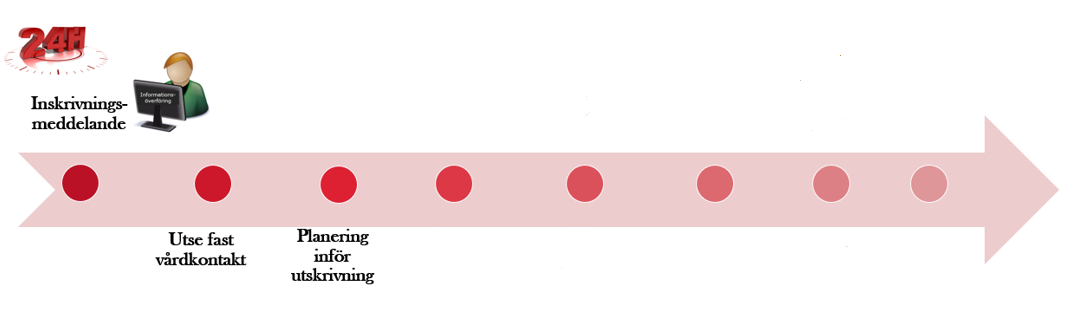 24H
Inskrivnings-
meddelande
Informations-
överföring
Utse fast
vårdkontakt
Planering
inför
utskrivning